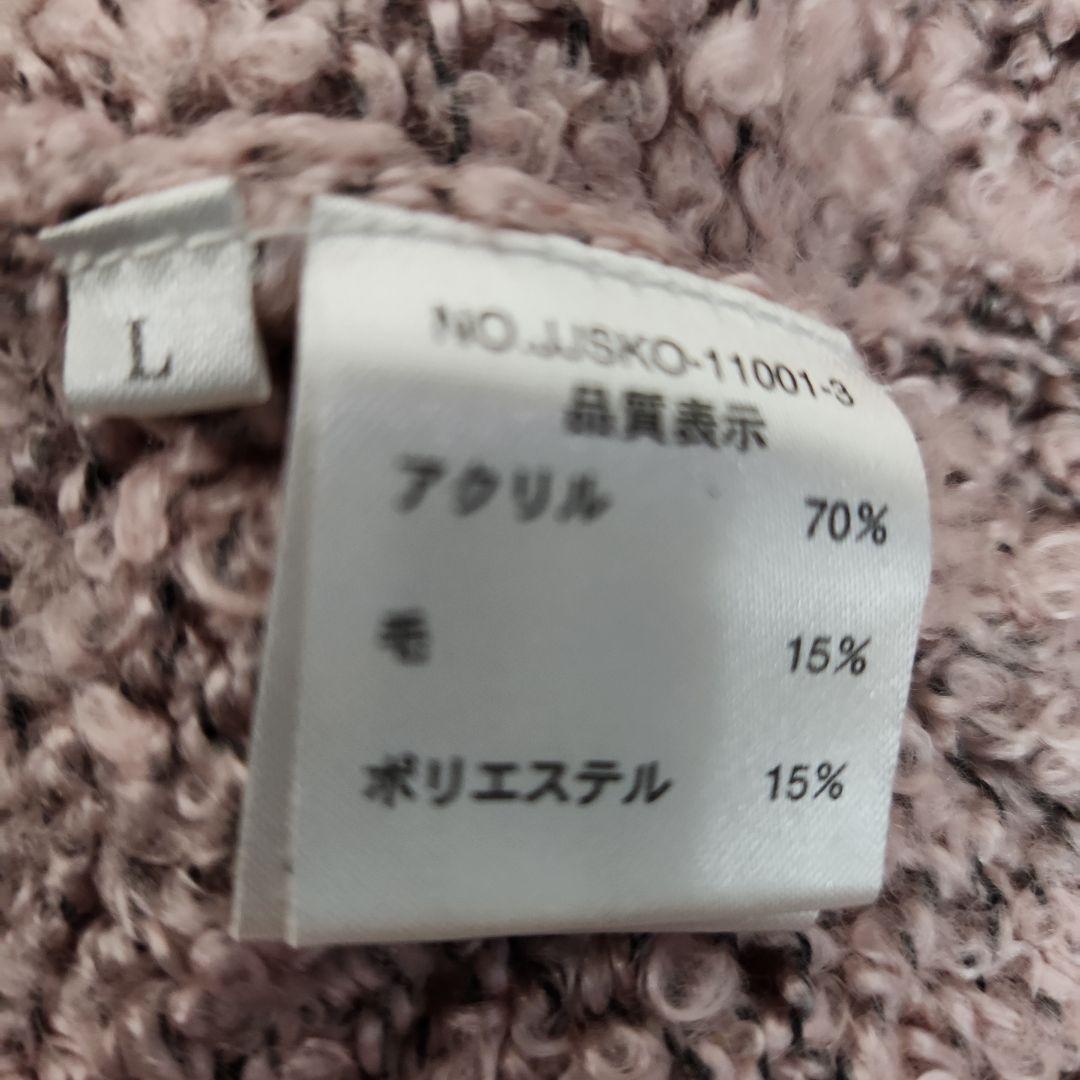 L
NO.JJSKO-11001-3
品質表示
アクリル 70%
毛 15%
ポリエステル 15%